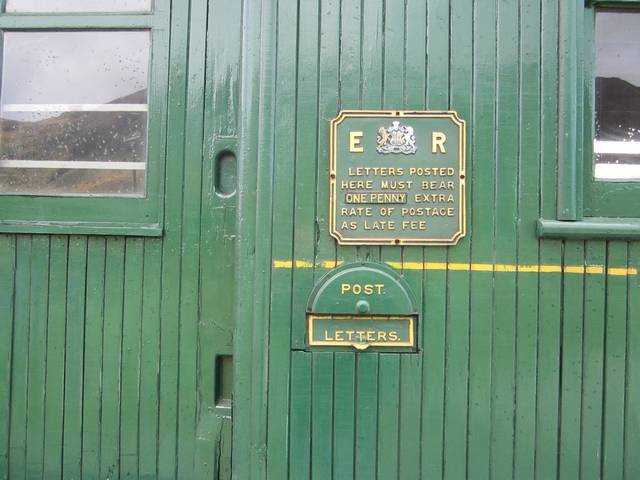 E R
LETTERS POSTED
HERE MUST BEAR
ONE PENNY EXTRA
RATE OF POSTAGE
AS LATE FEE
POST
LETTERS.